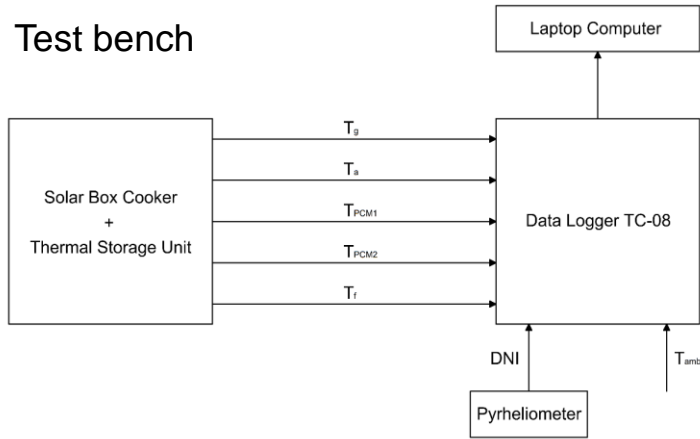 Test bench
Laptop Computer
Tg
Ta
TPCM1
TPCM2
Tf
Solar Box Cooker
+
Thermal Storage Unit
Data Logger TC-08
DNI
Tamb
Pyrheliometer